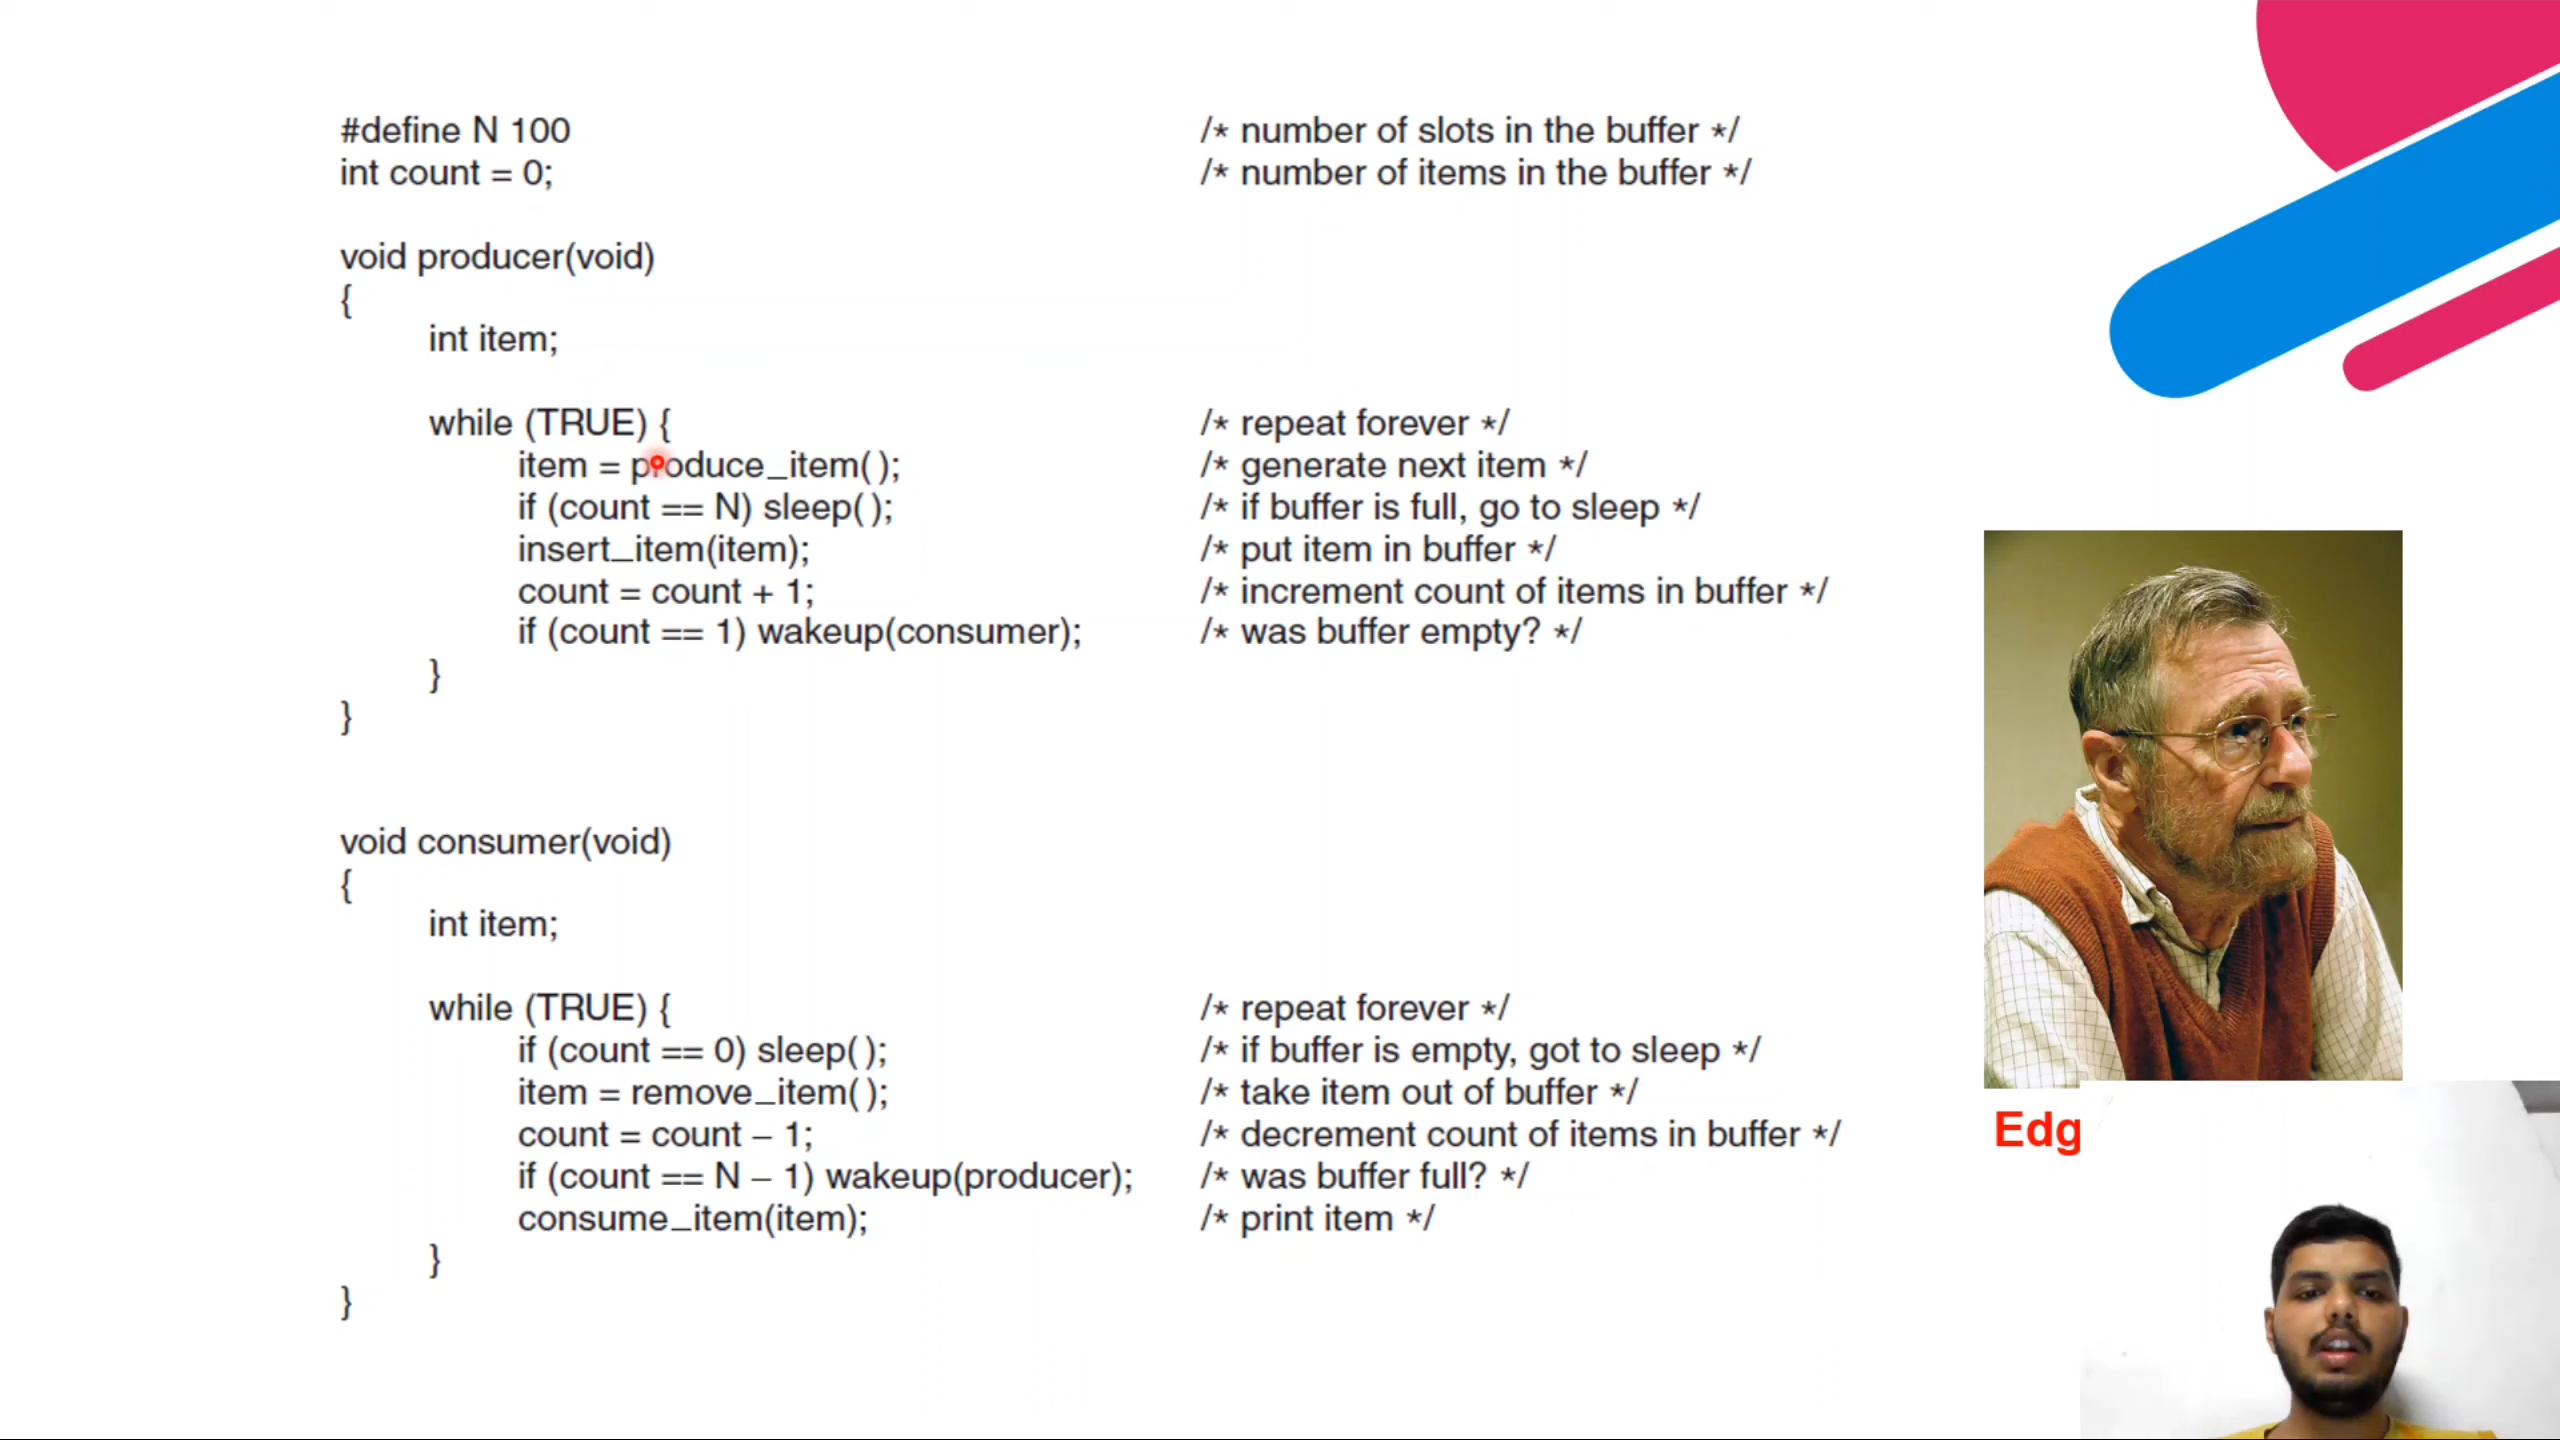 #define N 100 /* number of slots in the buffer */
int count = 0; /* number of items in the buffer */
void producer(void)
{
int item;
while (TRUE) { /* repeat forever */
item = produce_item( ); /* generate next item */
if (count == N) sleep( ); /* if buffer is full, go to sleep */
insert_item(item); /* put item in buffer */
count = count + 1; /* increment count of items in buffer */
if (count == 1) wakeup(consumer); /* was buffer empty? */
}
}
void consumer(void)
{
int item;
while (TRUE) { /* repeat forever */
if (count == 0) sleep( ); /* if buffer is empty, got to sleep */
item = remove_item( ); /* take item out of buffer */
count = count – 1; /* decrement count of items in buffer */
if (count == N – 1) wakeup(producer); /* was buffer full? */
consume_item(item); /* print item */
}
}
Edg